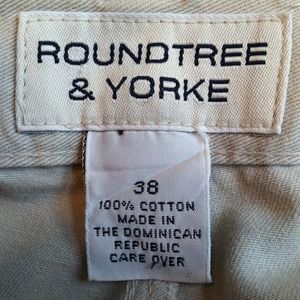 ROUNDTREE
& YORKE
38
100% COTTON
MADE IN
THE DOMINICAN
REPUBLIC
CARE OVER